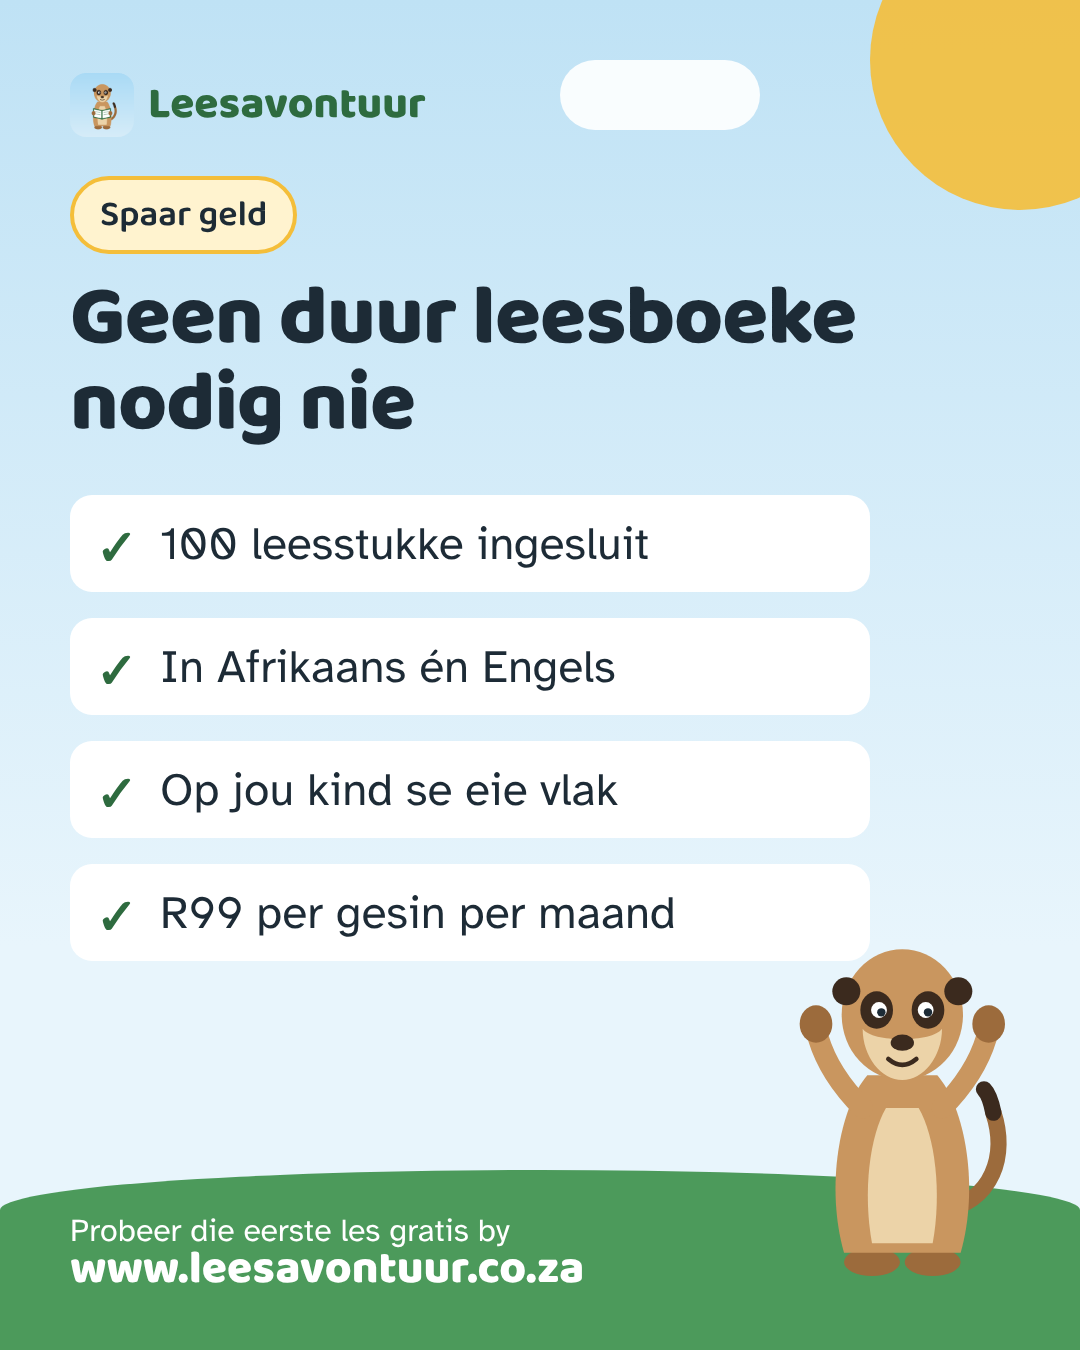 Leesavontuur
Spaar geld
Geen duur leesboeke
nodig nie
✓ 100 leesstukke ingesluit
✓ In Afrikaans én Engels
✓ Op jou kind se eie vlak
✓ R99 per gesin per maand
Probeer die eerste les gratis by
www.leesavontuur.co.za